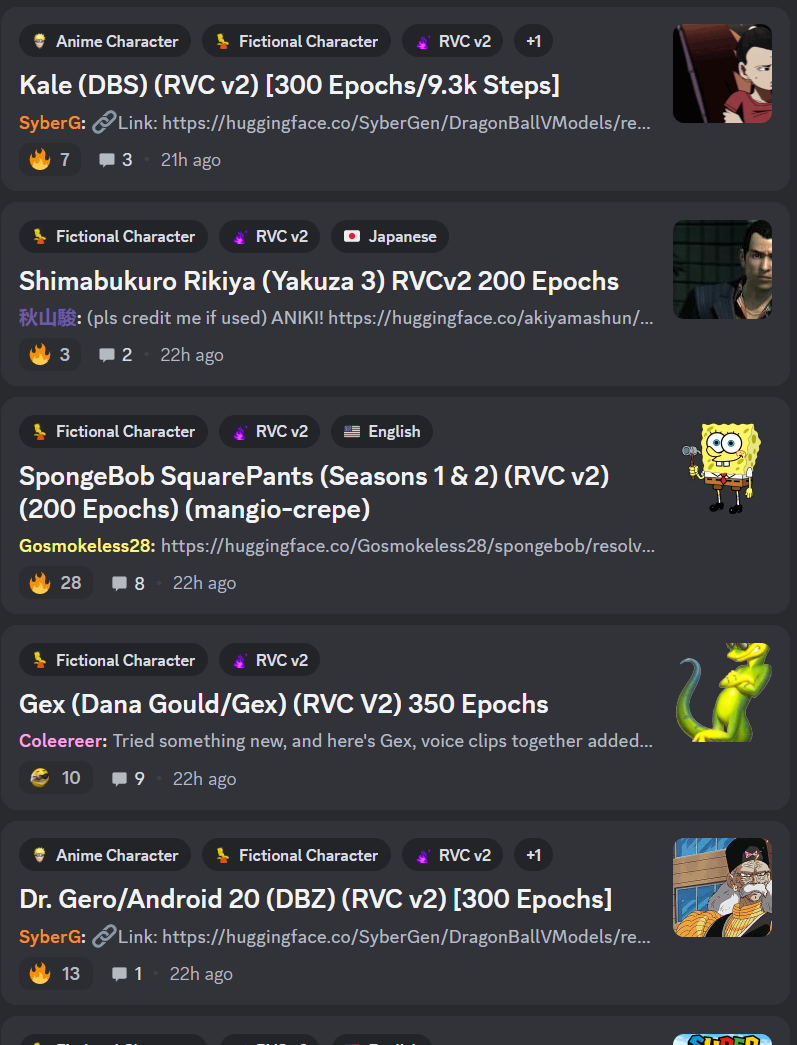 Anime Character Fictional Character RVC v2 +1
Kale (DBS) (RVC v2) [300 Epochs/9.3k Steps]
SyberG: 🔗Link: https://huggingface.co/SyberGen/DragonBallVModels/re...
🔥 7 3 • 21h ago
Fictional Character RVC v2 Japanese
Shimabukuro Rikiya (Yakuza 3) RVCv2 200 Epochs
秋山駿: (pls credit me if used) ANIKI! https://huggingface.co/akiyamashun/...
🔥 3 2 • 22h ago
Fictional Character RVC v2 English
SpongeBob SquarePants (Seasons 1 & 2) (RVC v2)
(200 Epochs) (mangio-crepe)
Gosmokeless28: https://huggingface.co/Gosmokeless28/spongebob/resolv...
🔥 28 8 • 22h ago
Fictional Character RVC v2
Gex (Dana Gould/Gex) (RVC V2) 350 Epochs
Coleereer: Tried something new, and here's Gex, voice clips together added...
10 9 • 22h ago
Anime Character Fictional Character RVC v2 +1
Dr. Gero/Android 20 (DBZ) (RVC v2) [300 Epochs]
SyberG: 🔗Link: https://huggingface.co/SyberGen/DragonBallVModels/re...
🔥 13 1 • 22h ago